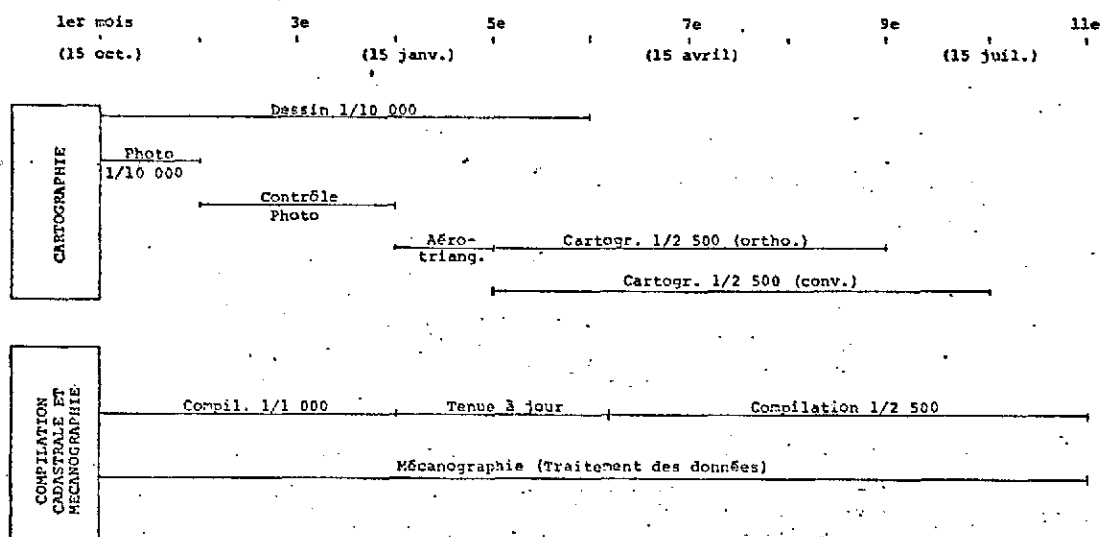 1er mois 3e 5e 7e 9e 11e
(15 oct.) (15 janv.) (15 avril) (15 juil.)
CARTOGRAPHIE
Dessin 1/10 000
Photo
1/10 000
Contrôle
Photo
Aéro-
triang.
Cartogr. 1/2 500 (ortho.)
Cartogr. 1/2 500 (conv.)
COMPILATION
CADASTRALE ET
MECANOGRAPHIE
Compil. 1/1 000 Tenue à jour Compilation 1/2 500
Mécanographie (Traitement des données)